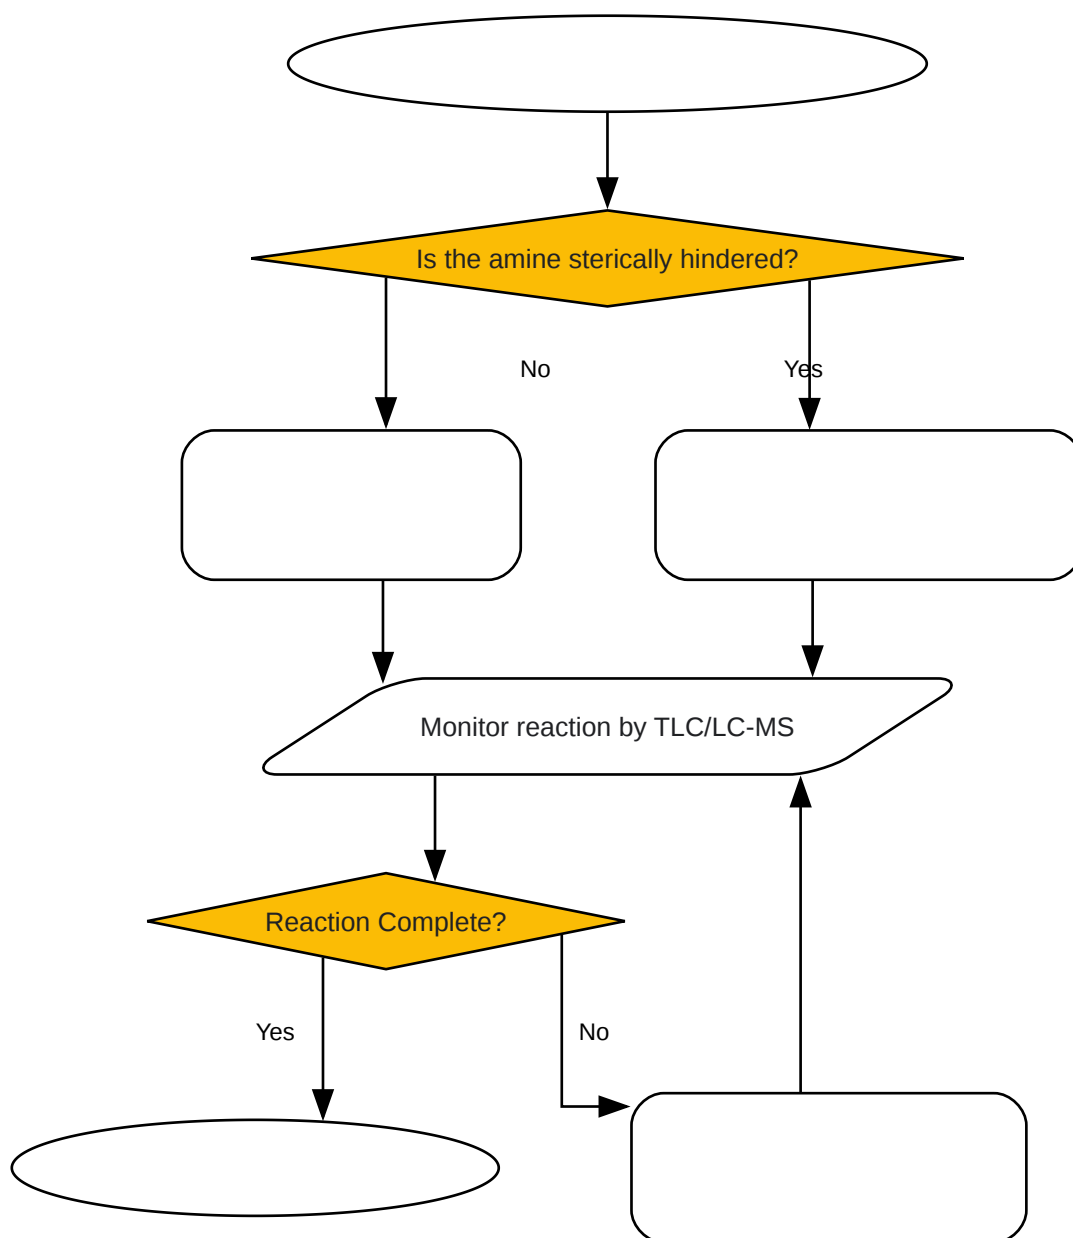 Is the amine sterically hindered?
No
Yes
Monitor reaction by TLC/LC-MS
Reaction Complete?
Yes
No